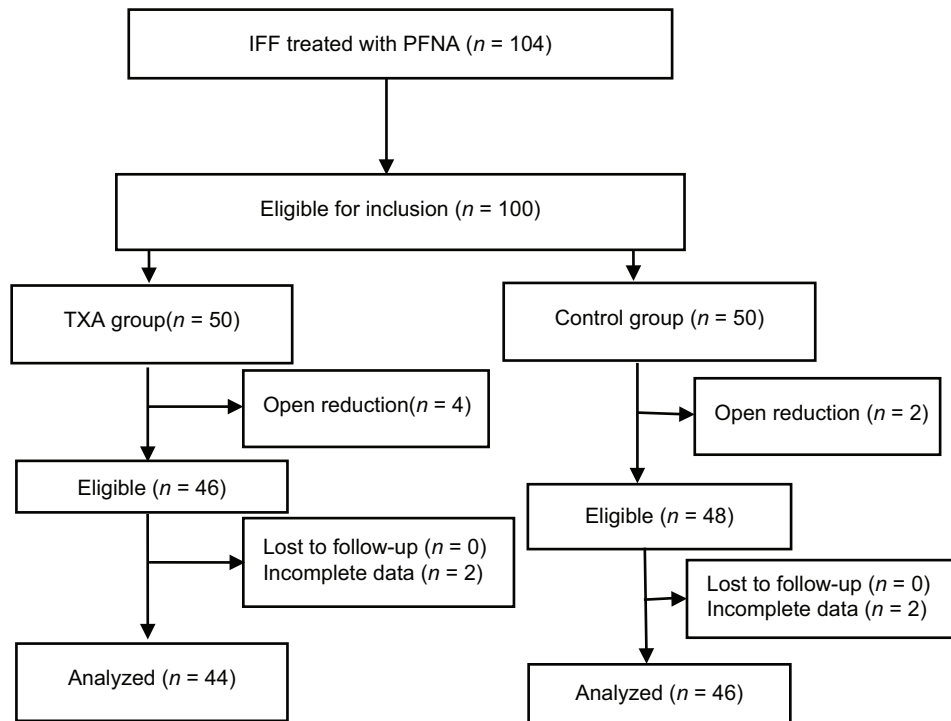 IFF treated with PFNA (n = 104)
Eligible for inclusion (n = 100)
TXA group(n = 50)
Control group (n = 50)
Open reduction(n = 4)
Open reduction (n = 2)
Eligible (n = 46)
Eligible (n = 48)
Lost to follow-up (n = 0)
Incomplete data (n = 2)
Lost to follow-up (n = 0)
Incomplete data (n = 2)
Analyzed (n = 44)
Analyzed (n = 46)